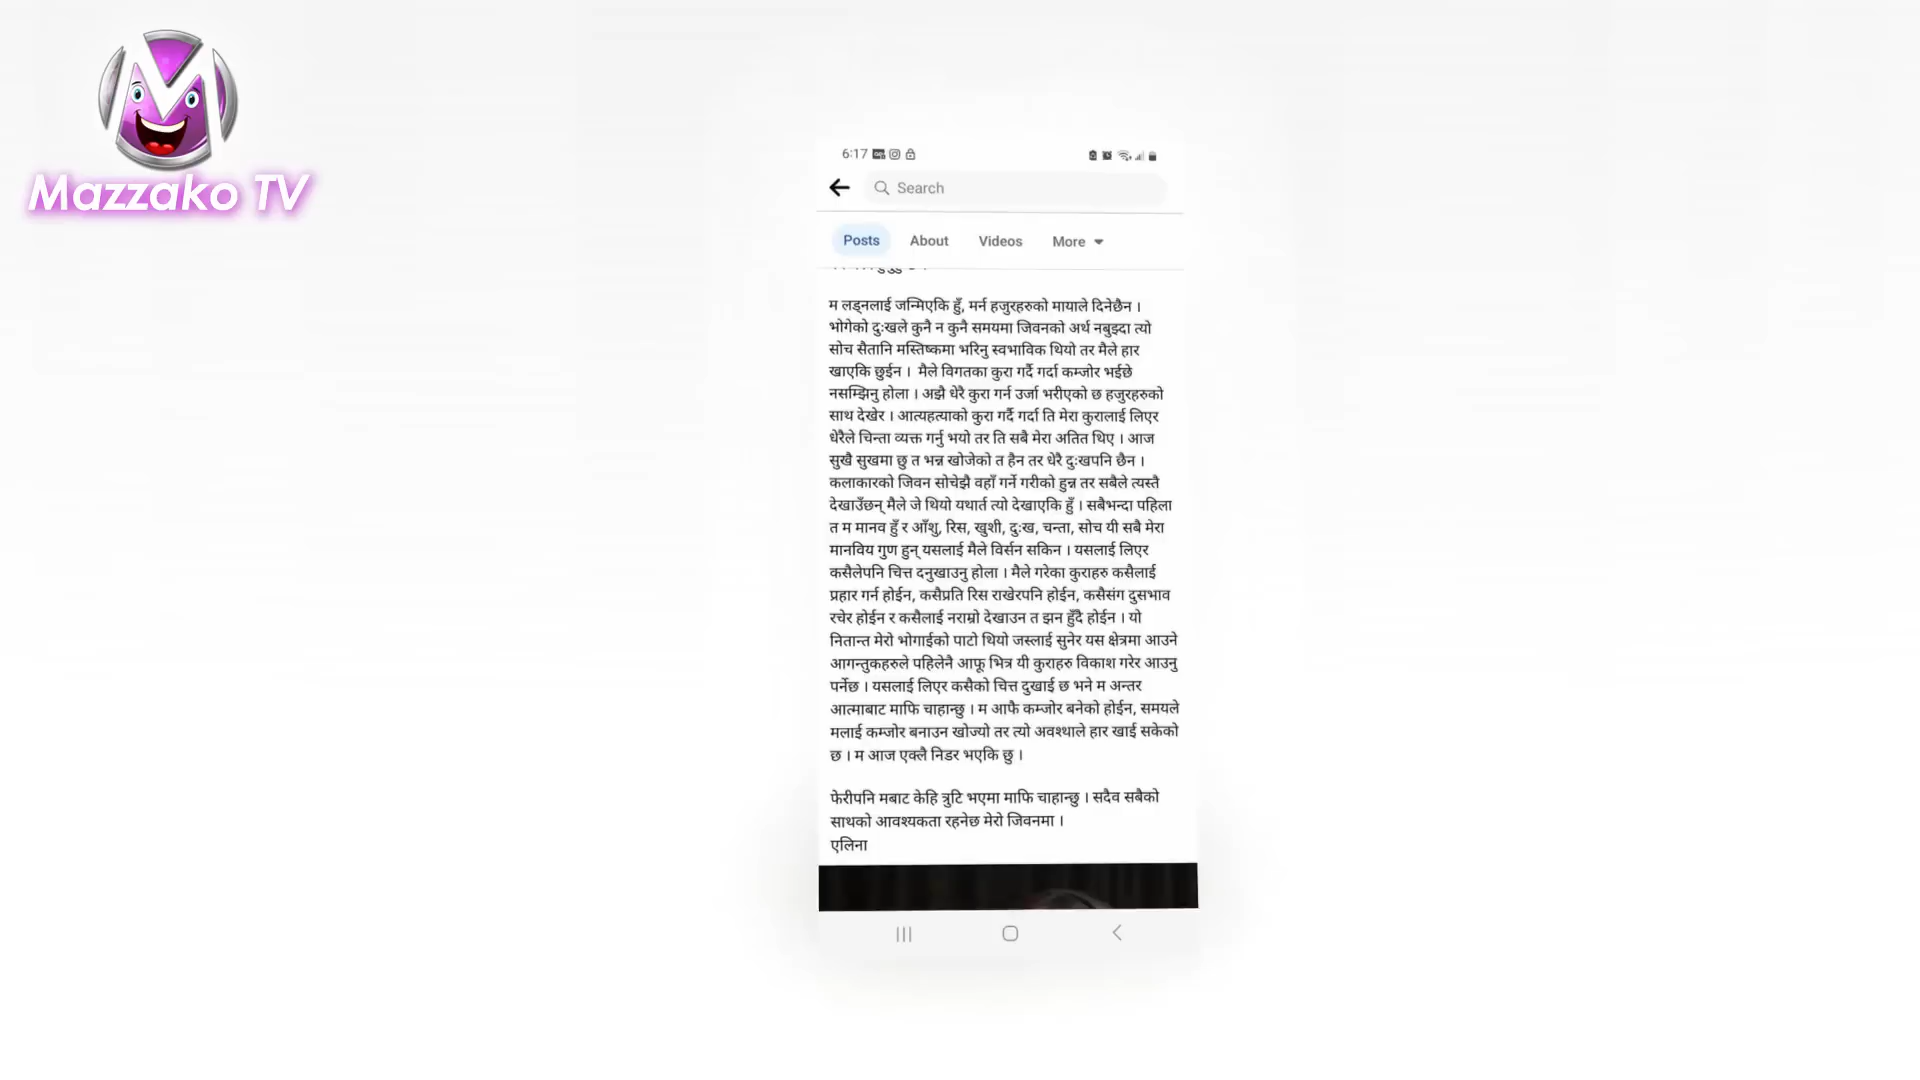 Mazzako TV
6:17
Search
Posts About Videos More
म लड्नलाई जन्मिएकि हुँ, मर्न हजुरहरुको मायाले दिनेछैन ।
भोगेको दुःखले कुनै न कुनै समयमा जिवनको अर्थ नबुझ्दा त्यो
सोच सैतानि मस्तिष्कमा भरिनु स्वभाविक थियो तर मैले हार
खाएकि छुईन । मैले विगतका कुरा गर्दै गर्दा कम्जोर भईछे
नसम्झिनु होला । अझै धेरै कुरा गर्न उर्जा भरीएको छ हजुरहरुको
साथ देखेर । आत्यहत्याको कुरा गर्दै गर्दा ति मेरा कुरालाई लिएर
धेरैले चिन्ता व्यक्त गर्नु भयो तर ति सबै मेरा अतित थिए । आज
सुखै सुखमा छु त भन्न खोजेको त हैन तर धेरै दुःखपनि छैन ।
कलाकारको जिवन सोचेझै वहाँ गर्ने गरीको हुन्न तर सबैले त्यस्तै
देखाउँछन् मैले जे थियो यथार्त त्यो देखाएकि हुँ । सबैभन्दा पहिला
त म मानव हुँ र आँशु, रिस, खुशी, दुःख, चन्ता, सोच यी सबै मेरा
मानविय गुण हुन् यसलाई मैले विर्सन सकिन । यसलाई लिएर
कसैलेपनि चित्त दनुखाउनु होला । मैले गरेका कुराहरु कसैलाई
प्रहार गर्न होईन, कसैप्रति रिस राखेरपनि होईन, कसैसंग दुसभाव
रचेर होईन र कसैलाई नराम्रो देखाउन त झन हुँदै होईन । यो
नितान्त मेरो भोगाईको पाटो थियो जस्लाई सुनेर यस क्षेत्रमा आउने
आगन्तुकहरुले पहिलेनै आफू भित्र यी कुराहरु विकाश गरेर आउनु
पर्नेछ । यसलाई लिएर कसैको चित्त दुखाई छ भने म अन्तर
आत्माबाट माफि चाहान्छु । म आफै कम्जोर बनेको होईन, समयले
मलाई कम्जोर बनाउन खोज्यो तर त्यो अवश्थाले हार खाई सकेको
छ । म आज एक्लै निडर भएकि छु ।
फेरीपनि मबाट केहि त्रुटि भएमा माफि चाहान्छु । सदैव सबैको
साथको आवश्यकता रहनेछ मेरो जिवनमा ।
एलिना